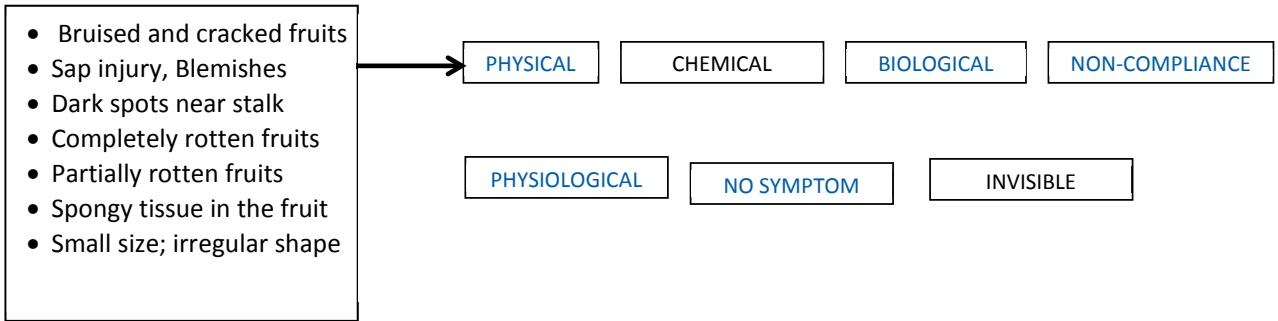 • Bruised and cracked fruits
• Sap injury, Blemishes
• Dark spots near stalk
• Completely rotten fruits
• Partially rotten fruits
• Spongy tissue in the fruit
• Small size; irregular shape
PHYSICAL CHEMICAL BIOLOGICAL NON-COMPLIANCE
PHYSIOLOGICAL NO SYMPTOM INVISIBLE